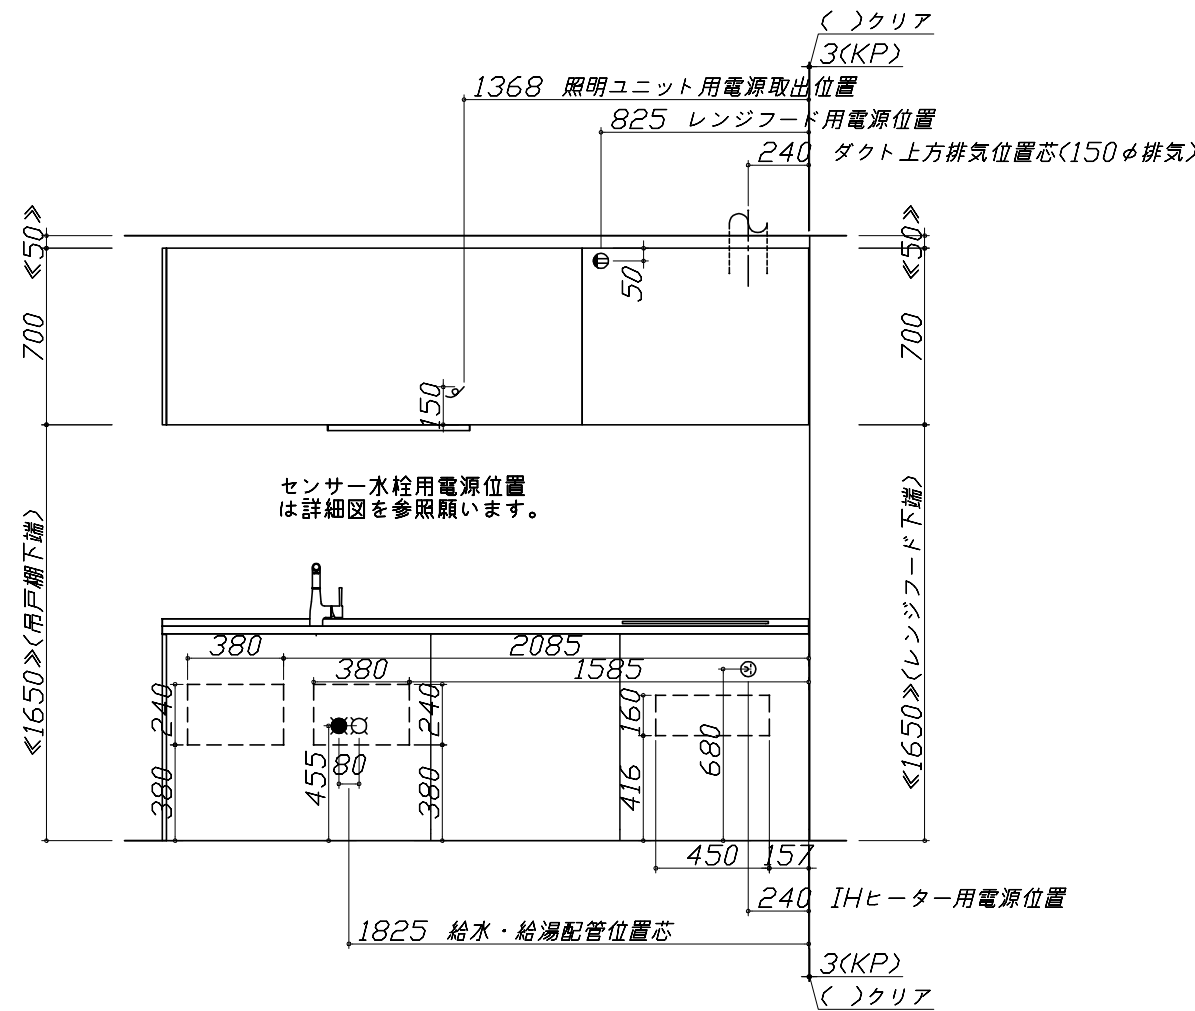 ( )クリア
3(KP)
1368 照明ユニット用電源取出位置
825 レンジフード用電源位置
240 ダクト上方排気位置芯(150φ排気)
≪50≫
≪50≫
50
700
700
150
センサー水栓用電源位置
は詳細図を参照願います。
≪1650≫(吊戸棚下端)
≪1650≫(レンジフード下端)
380
2085
380
1585
240
240
160
680
455
80
380
380
416
450
157
240 IHヒーター用電源位置
1825 給水・給湯配管位置芯
3(KP)
( )クリア